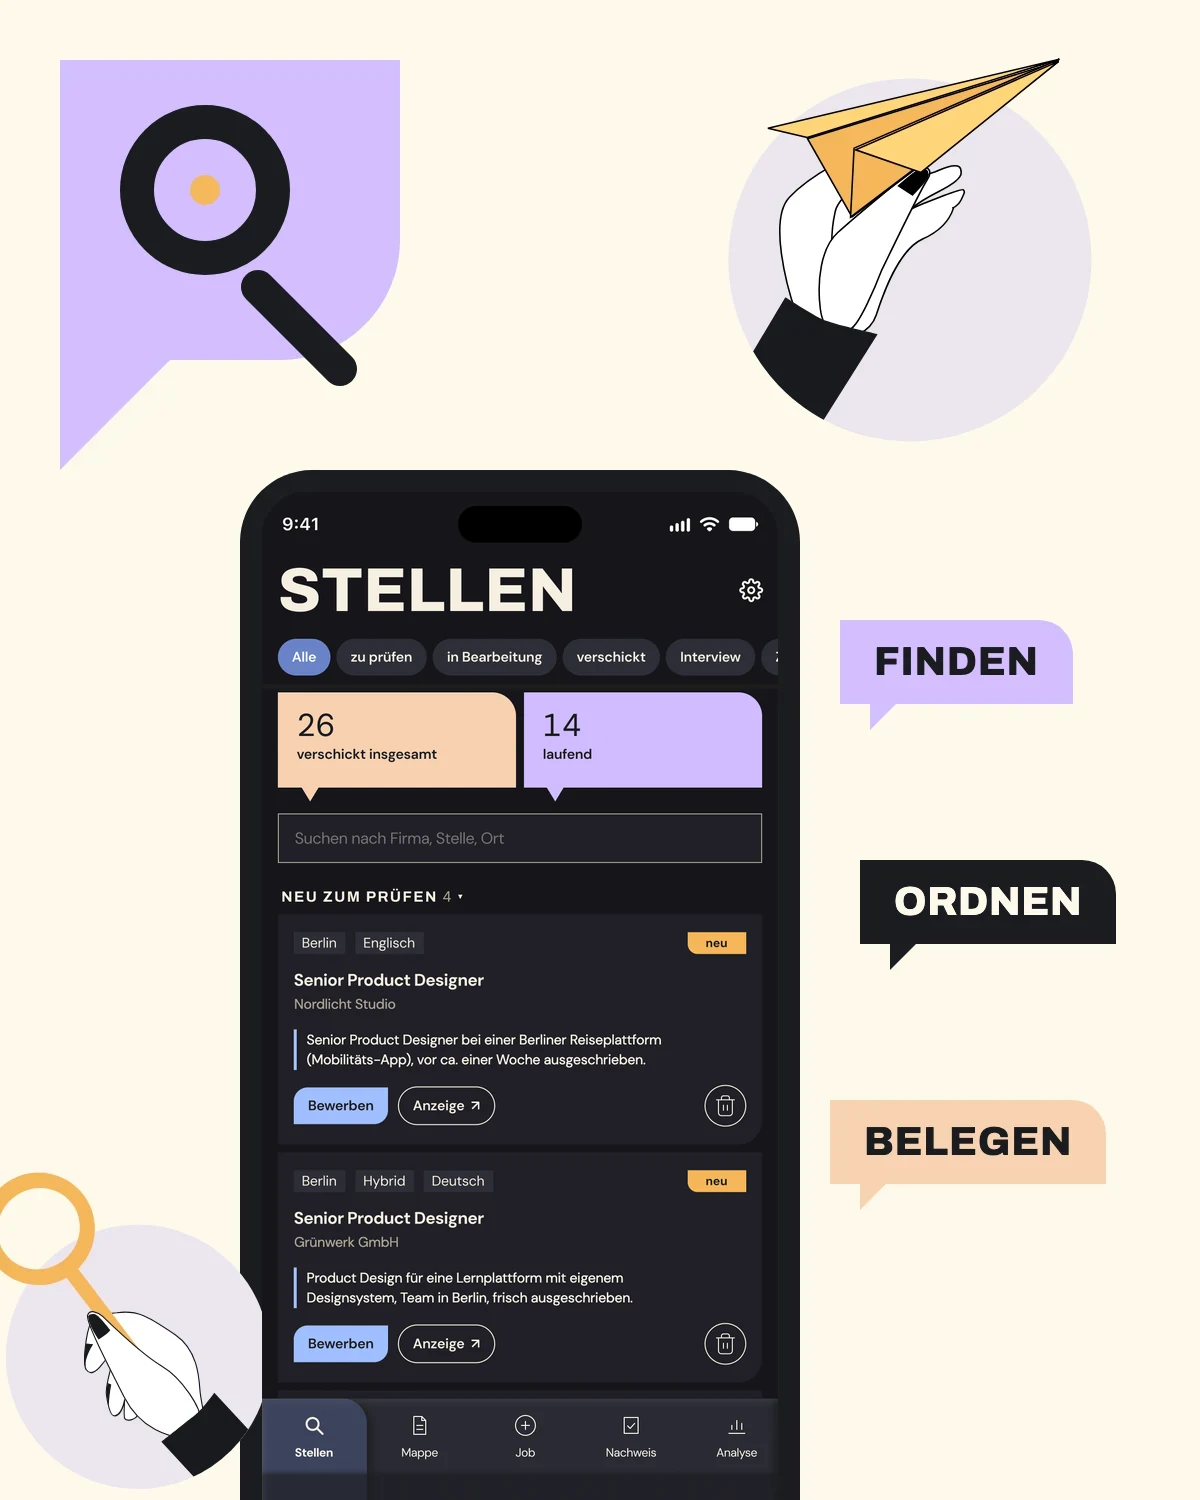 9:41
STELLEN
Alle zu prüfen in Bearbeitung verschickt Interview
26
verschickt insgesamt
14
laufend
Suchen nach Firma, Stelle, Ort
NEU ZUM PRÜFEN 4
Berlin Englisch neu
Senior Product Designer
Nordlicht Studio
Senior Product Designer bei einer Berliner Reiseplattform
(Mobilitäts-App), vor ca. einer Woche ausgeschrieben.
Bewerben Anzeige
Berlin Hybrid Deutsch neu
Senior Product Designer
Grünwerk GmbH
Product Design für eine Lernplattform mit eigenem
Designsystem, Team in Berlin, frisch ausgeschrieben.
Bewerben Anzeige
Stellen Mappe Job Nachweis Analyse
FINDEN
ORDNEN
BELEGEN